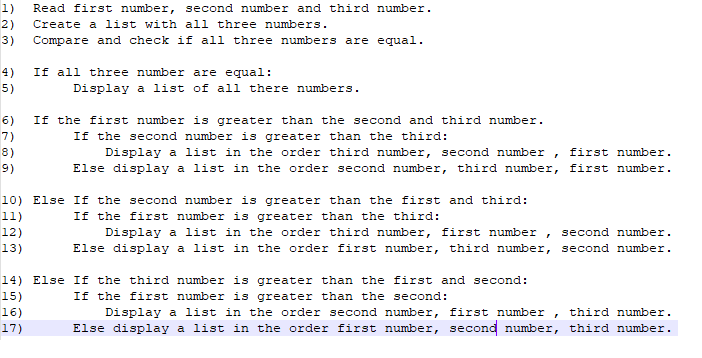 1) Read first number, second number and third number.
2) Create a list with all three numbers.
3) Compare and check if all three numbers are equal.
4) If all three number are equal:
5) Display a list of all there numbers.
6) If the first number is greater than the second and third number.
7) If the second number is greater than the third:
8) Display a list in the order third number, second number , first number.
9) Else display a list in the order second number, third number, first number.
10) Else If the second number is greater than the first and third:
11) If the first number is greater than the third:
12) Display a list in the order third number, first number , second number.
13) Else display a list in the order first number, third number, second number.
14) Else If the third number is greater than the first and second:
15) If the first number is greater than the second:
16) Display a list in the order second number, first number , third number.
17) Else display a list in the order first number, second number, third number.